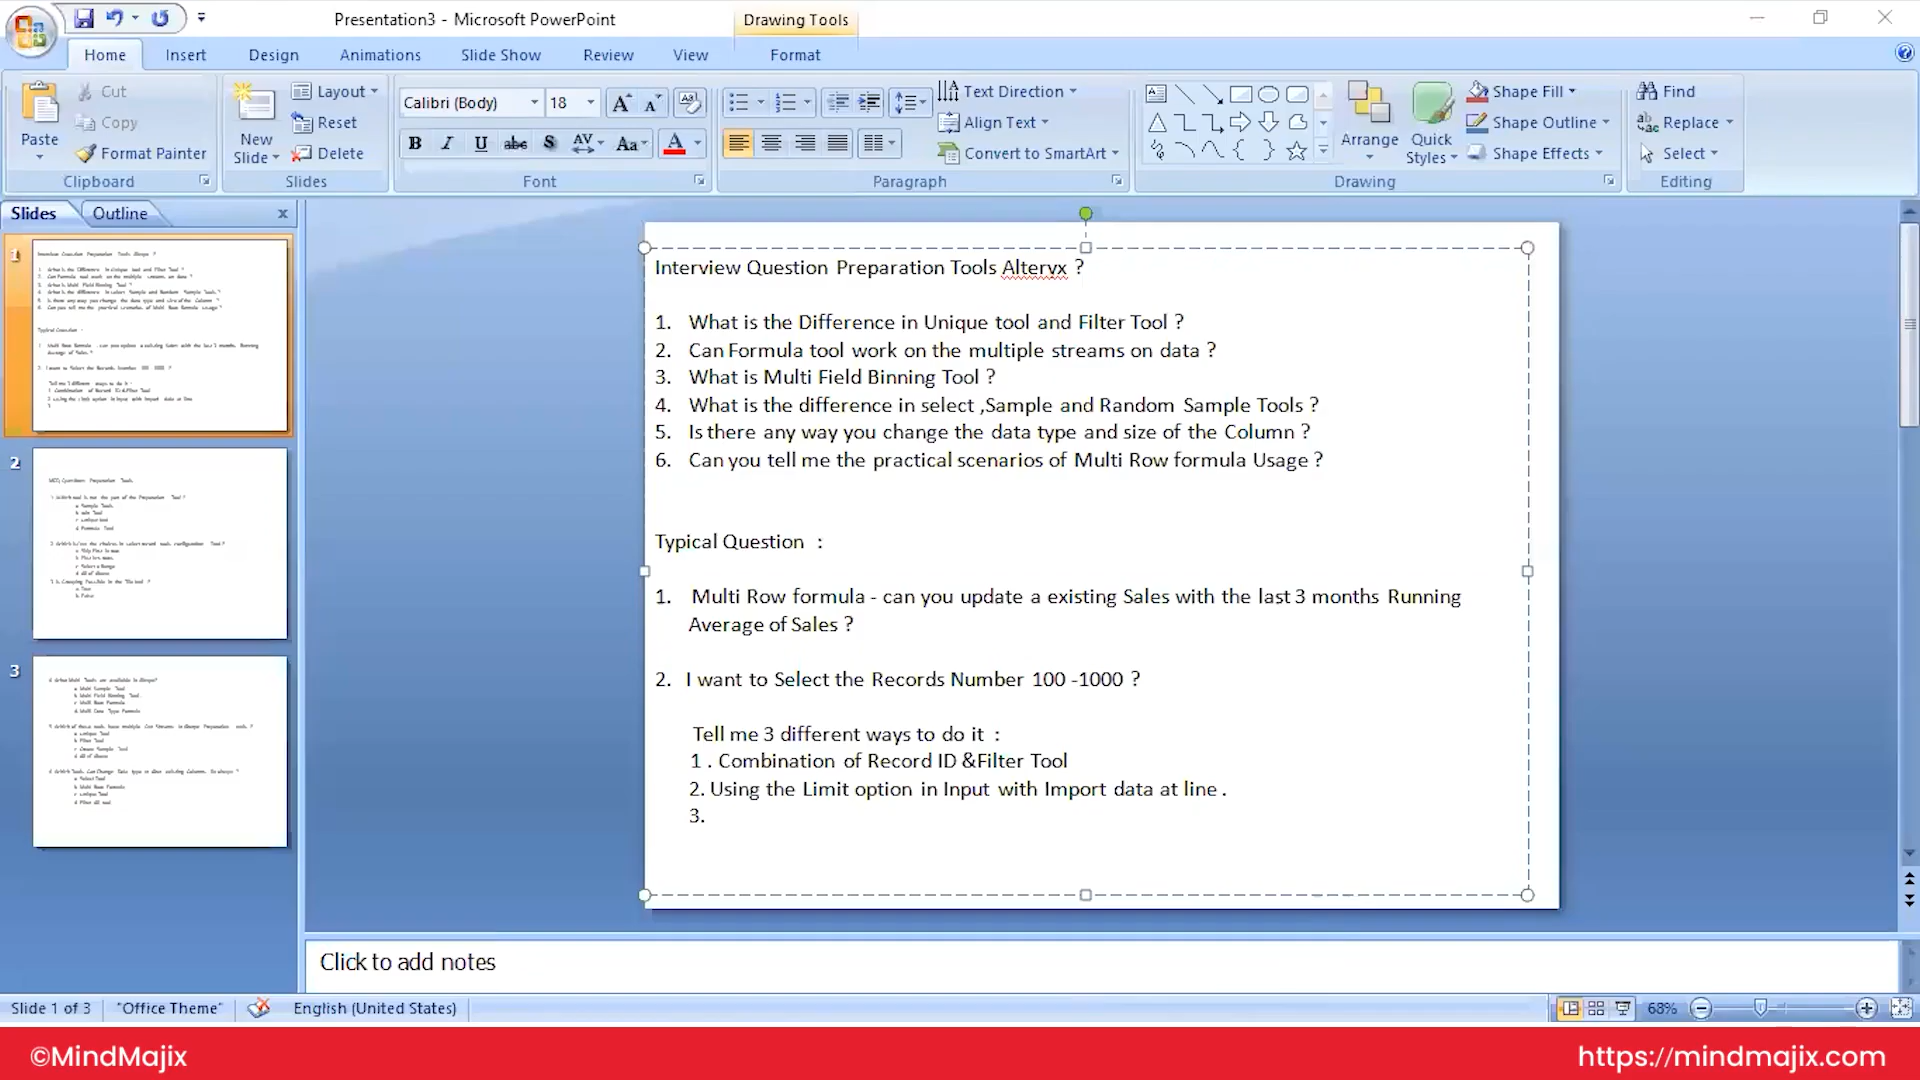 Presentation3 - Microsoft PowerPoint
Drawing Tools
Home
Insert
Design
Animations
Slide Show
Review
View
Format
Paste
Cut
Copy
Format Painter
Clipboard
New
Slide
Layout
Reset
Delete
Slides
Calibri (Body)
18
Font
Text Direction
Align Text
Convert to SmartArt
Paragraph
Arrange
Quick
Styles
Shape Fill
Shape Outline
Shape Effects
Drawing
Find
Replace
Select
Editing
Slides
Outline
1
2
3
Interview Question Preparation Tools Altervx ?
1. What is the Difference in Unique tool and Filter Tool ?
2. Can Formula tool work on the multiple streams on data ?
3. What is Multi Field Binning Tool ?
4. What is the difference in select ,Sample and Random Sample Tools ?
5. Is there any way you change the data type and size of the Column ?
6. Can you tell me the practical scenarios of Multi Row formula Usage ?
Typical Question :
1. Multi Row formula - can you update a existing Sales with the last 3 months Running
Average of Sales ?
2. I want to Select the Records Number 100 -1000 ?
Tell me 3 different ways to do it :
1 . Combination of Record ID &Filter Tool
2. Using the Limit option in Input with Import data at line .
3.
Click to add notes
Slide 1 of 3
"Office Theme"
English (United States)
68%
©MindMajix
https://mindmajix.com